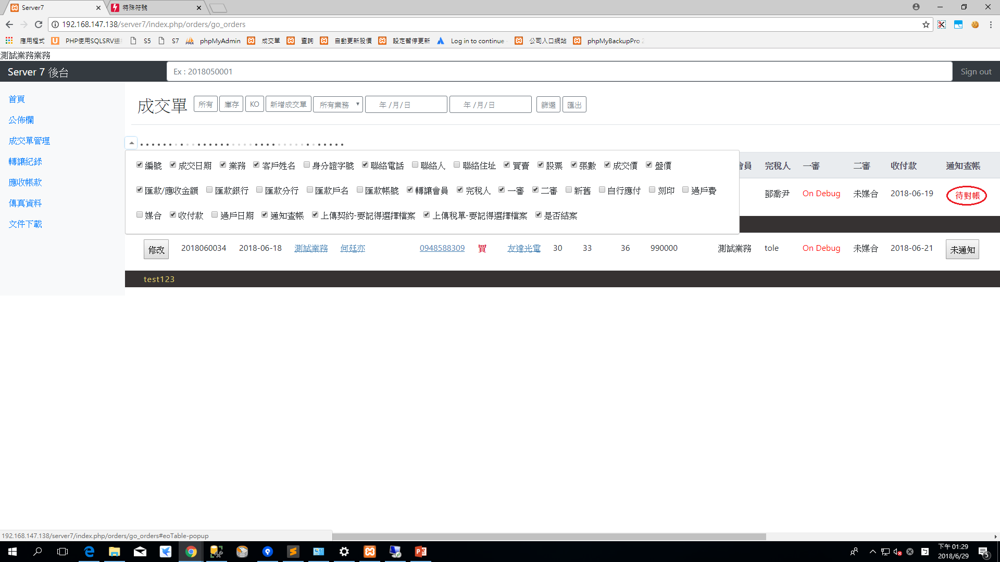 Server7
特殊符號
192.168.147.138/server7/index.php/orders/go_orders
應用程式 PHP使用SQLSRV連 S5 S7 phpMyAdmin 成交單 查詢 自動更新股價 設定暫停更新 Log in to continue 公司入口網站 phpMyBackupPro
測試業務業務
Server 7 後台
Ex : 2018050001
Sign out
首頁
公佈欄
成交單管理
轉讓紀錄
應收帳款
傳真資料
文件下載
成交單 所有 庫存 KO 新增成交單 所有業務 年 /月/日 年 /月/日 篩選 匯出
編號 成交日期 業務 客戶姓名 身分證字號 聯絡電話 聯絡人 聯絡住址 買賣 股票 張數 成交價 盤價
匯款/應收金額 匯款銀行 匯款分行 匯款戶名 匯款帳號 轉讓會員 完稅人 一審 二審 新舊 自行應付 刻印 過戶費
媒合 收付款 過戶日期 通知查帳 上傳契約-要記得選擇檔案 上傳稅單-要記得選擇檔案 是否結案
會員 完稅人 一審 二審 收付款 通知查帳
鄧喬尹 On Debug 未媒合 2018-06-19 待對帳
修改 2018060034 2018-06-18 測試業務 何廷亦 0948588309 買 友達光電 30 33 36 990000 測試業務 tole On Debug 未媒合 2018-06-21 未通知
test123
192.168.147.138/server7/index.php/orders/go_orders#eoTable-popup
下午 01:29
2018/6/29
5